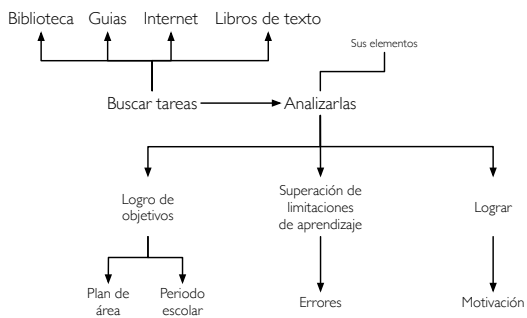 Biblioteca Guias Internet Libros de texto
Sus elementos
Buscar tareas Analizarlas
Logro de
objetivos
Superación de
limitaciones
de aprendizaje
Lograr
Plan de
área
Periodo
escolar
Errores
Motivación